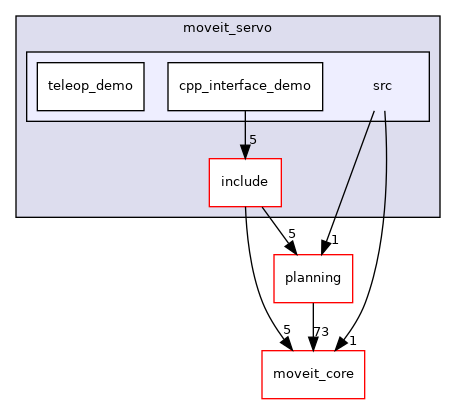 moveit_servo
teleop_demo
cpp_interface_demo
src
5
include
5
1
planning
5
73
1
moveit_core